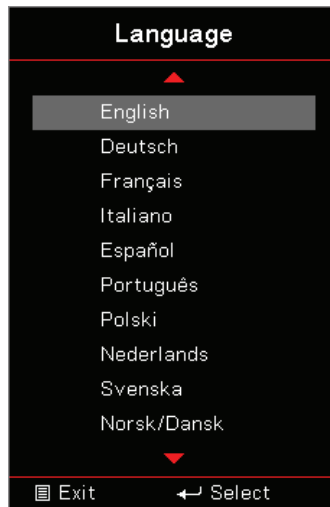 Language
English
Deutsch
Français
Italiano
Español
Português
Polski
Nederlands
Svenska
Norsk/Dansk
Exit Select